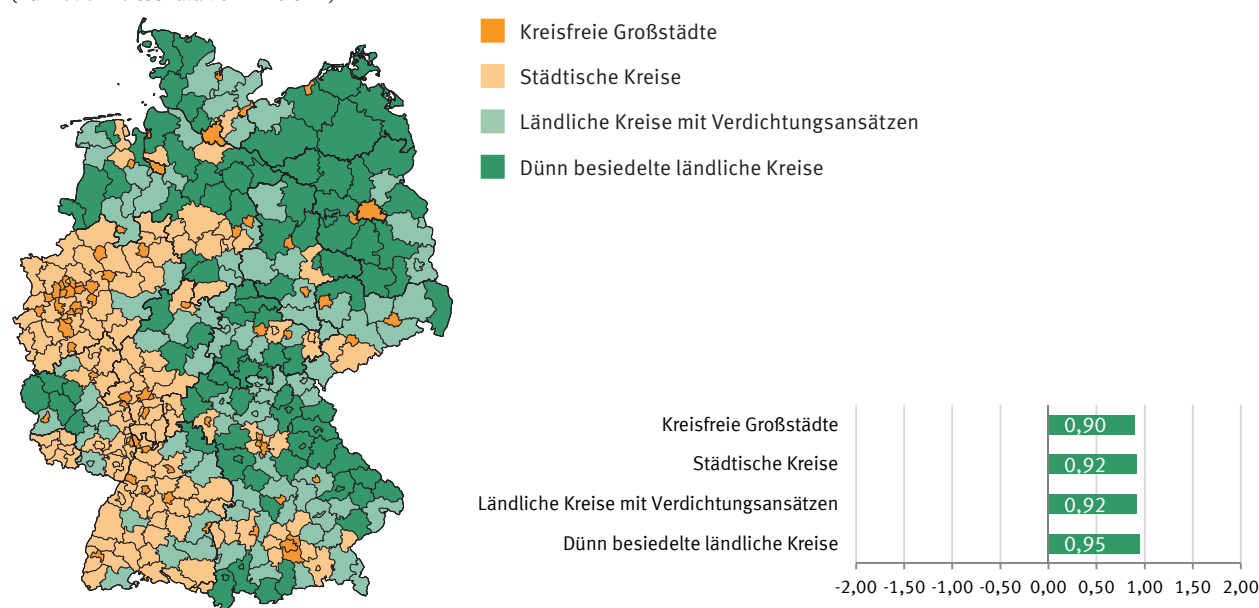 Kreisfreie Großstädte
Städtische Kreise
Ländliche Kreise mit Verdichtungsansätzen
Dünn besiedelte ländliche Kreise
Kreisfreie Großstädte 0,90
Städtische Kreise 0,92
Ländliche Kreise mit Verdichtungsansätzen 0,92
Dünn besiedelte ländliche Kreise 0,95
-2,00 -1,50 -1,00 -0,50 0,00 0,50 1,00 1,50 2,00